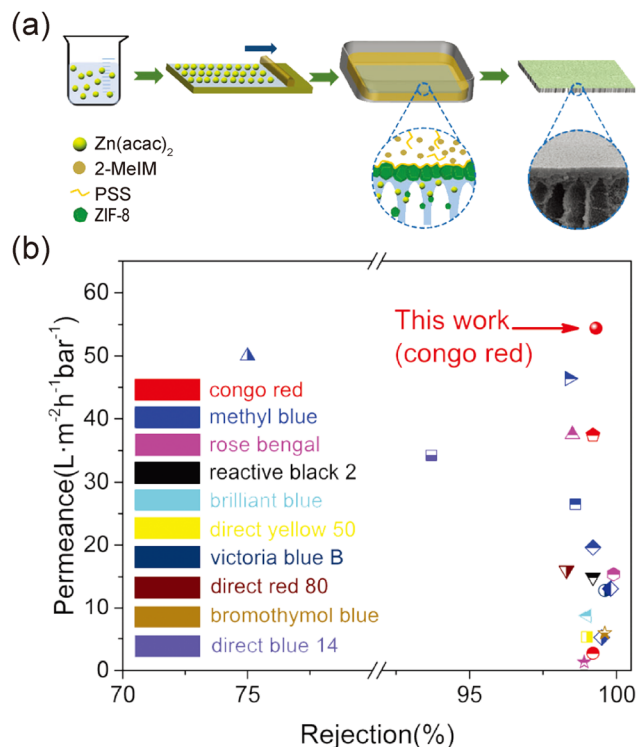 (a)
Zn(acac)2
2-MeIM
PSS
ZIF-8
(b)
Permeance(L·m-2h-1bar-1)
60
50
40
30
20
10
0
This work
(congo red)
congo red
methyl blue
rose bengal
reactive black 2
brilliant blue
direct yellow 50
victoria blue B
direct red 80
bromothymol blue
direct blue 14
70 75 95 100
Rejection(%)